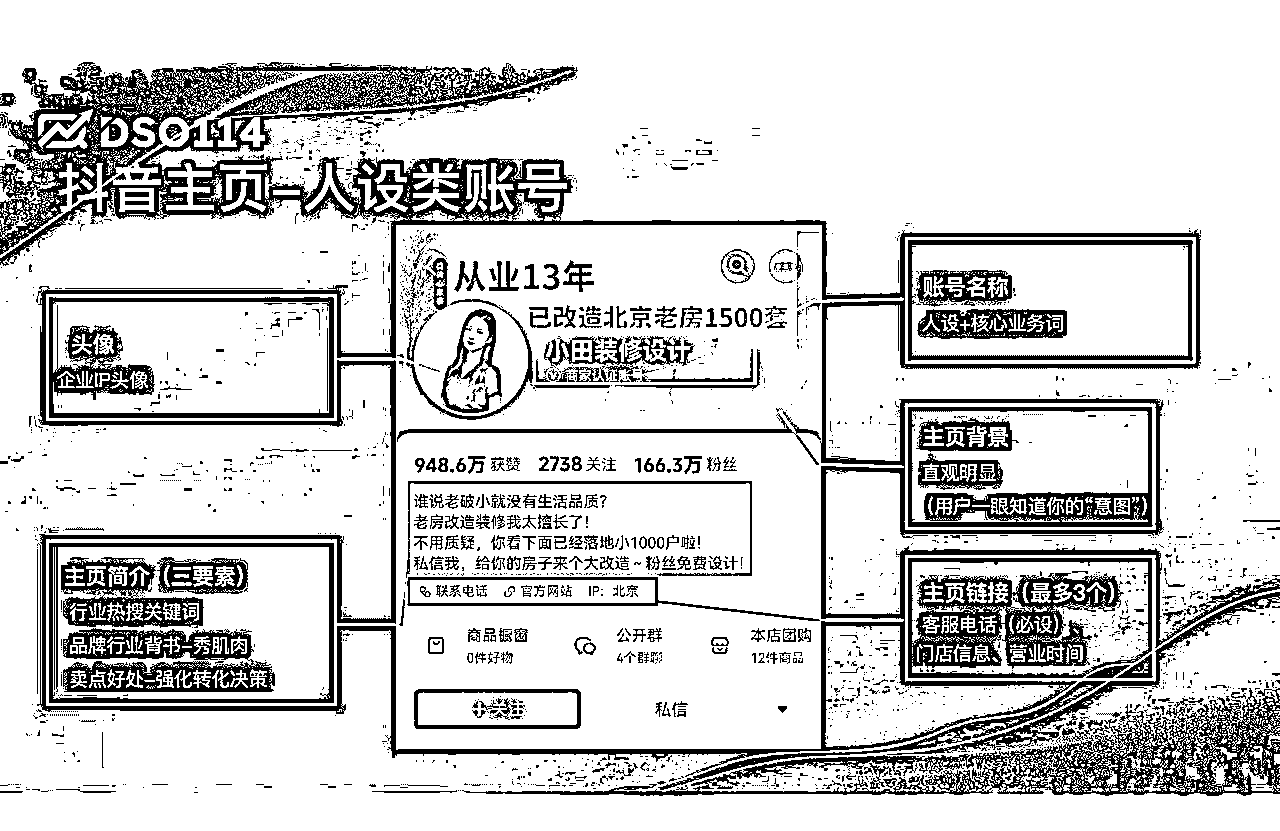 DSO114
抖音主页-人设类账号
头像
企业IP头像
主页简介（三要素）
行业热搜关键词
品牌行业背书-秀肌肉
卖点好处-强化转化决策
从业13年
已改造北京老房1500套
小田装修设计
商家认证账号
948.6万 获赞 2738 关注 166.3万 粉丝
谁说老破小就没有生活品质？
老房改造装修我太擅长了！
不用质疑，你看下面已经落地小1000户啦！
私信我，给你的房子来个大改造~粉丝免费设计！
联系电话 官方网站 IP：北京
商品橱窗 公开群 本店团购
0件好物 4个群聊 12件商品
+关注 私信
账号名称
人设+核心业务词
主页背景
直观明显
（用户一眼知道你的“意图”）
主页链接（最多3个）
客服电话（必设）、
门店信息、营业时间